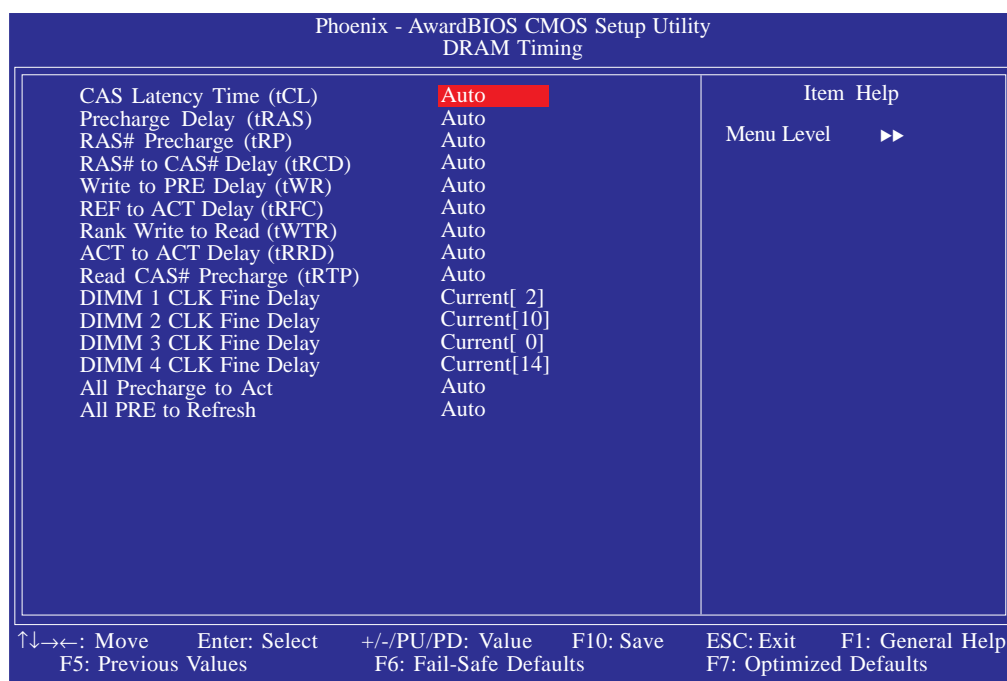 Phoenix - AwardBIOS CMOS Setup Utility
DRAM Timing
CAS Latency Time (tCL) Auto
Precharge Delay (tRAS) Auto
RAS# Precharge (tRP) Auto
RAS# to CAS# Delay (tRCD) Auto
Write to PRE Delay (tWR) Auto
REF to ACT Delay (tRFC) Auto
Rank Write to Read (tWTR) Auto
ACT to ACT Delay (tRRD) Auto
Read CAS# Precharge (tRTP) Auto
DIMM 1 CLK Fine Delay Current[ 2]
DIMM 2 CLK Fine Delay Current[10]
DIMM 3 CLK Fine Delay Current[ 0]
DIMM 4 CLK Fine Delay Current[14]
All Precharge to Act Auto
All PRE to Refresh Auto
Item Help
Menu Level ▸▸
↑↓→←: Move Enter: Select +/-/PU/PD: Value F10: Save ESC: Exit F1: General Help
F5: Previous Values F6: Fail-Safe Defaults F7: Optimized Defaults